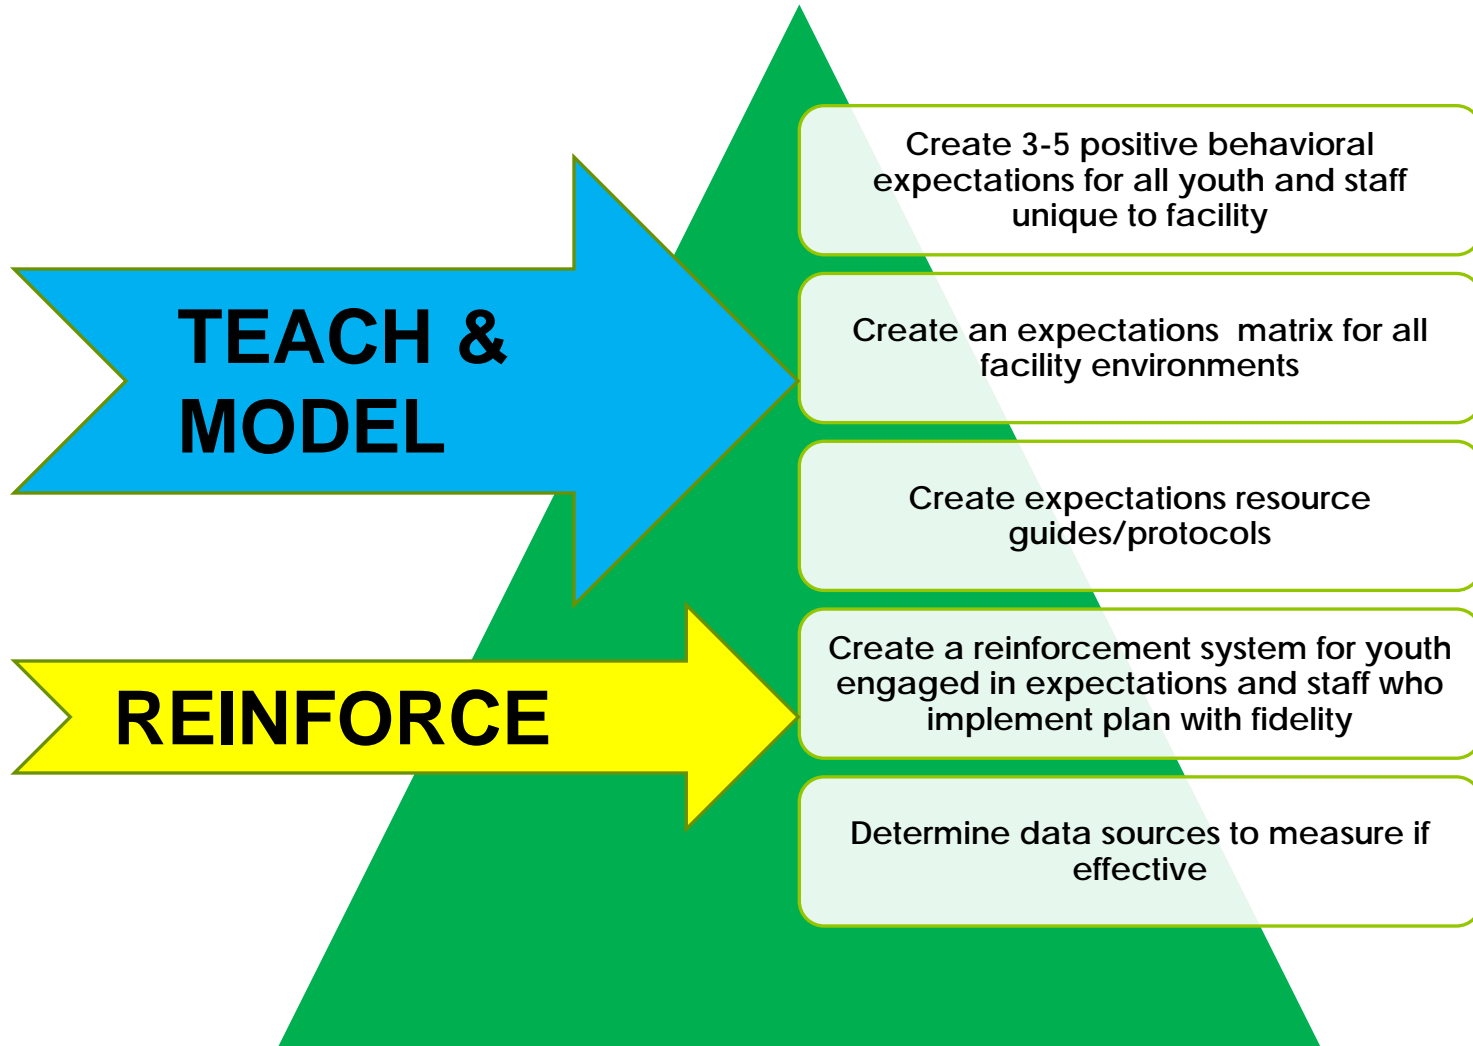 Create 3-5 positive behavioral
expectations for all youth and staff
unique to facility
TEACH &
MODEL
Create an expectations  matrix for all
facility environments
Create expectations resource
guides/protocols
REINFORCE
Create a reinforcement system for youth
engaged in expectations and staff who
implement plan with fidelity
Determine data sources to measure if
effective